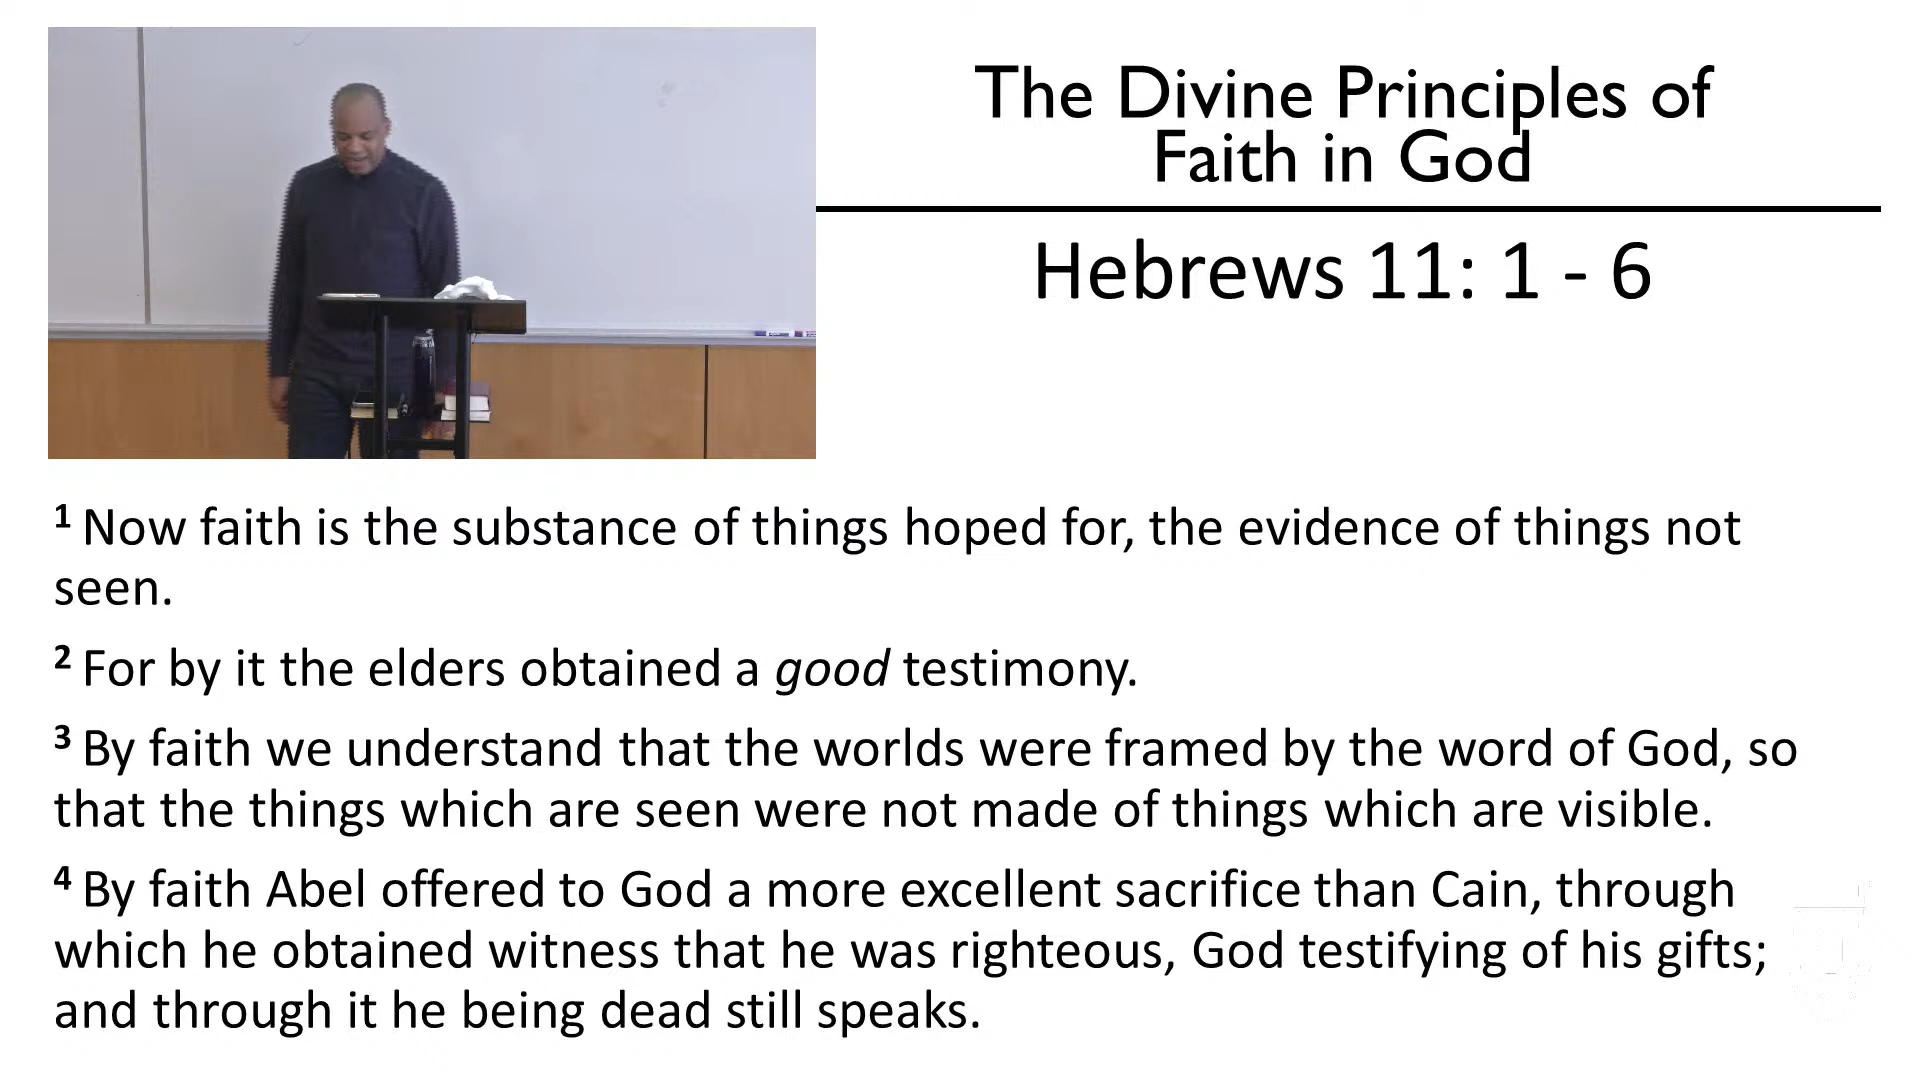 The Divine Principles of
Faith in God
Hebrews 11: 1 - 6
1 Now faith is the substance of things hoped for, the evidence of things not
seen.
2 For by it the elders obtained a good testimony.
3 By faith we understand that the worlds were framed by the word of God, so
that the things which are seen were not made of things which are visible.
4 By faith Abel offered to God a more excellent sacrifice than Cain, through
which he obtained witness that he was righteous, God testifying of his gifts;
and through it he being dead still speaks.